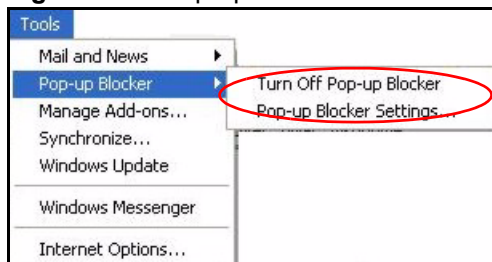 Tools
Mail and News
Pop-up Blocker
Turn Off Pop-up Blocker
Manage Add-ons...
Pop-up Blocker Settings...
Synchronize...
Windows Update
Windows Messenger
Internet Options...